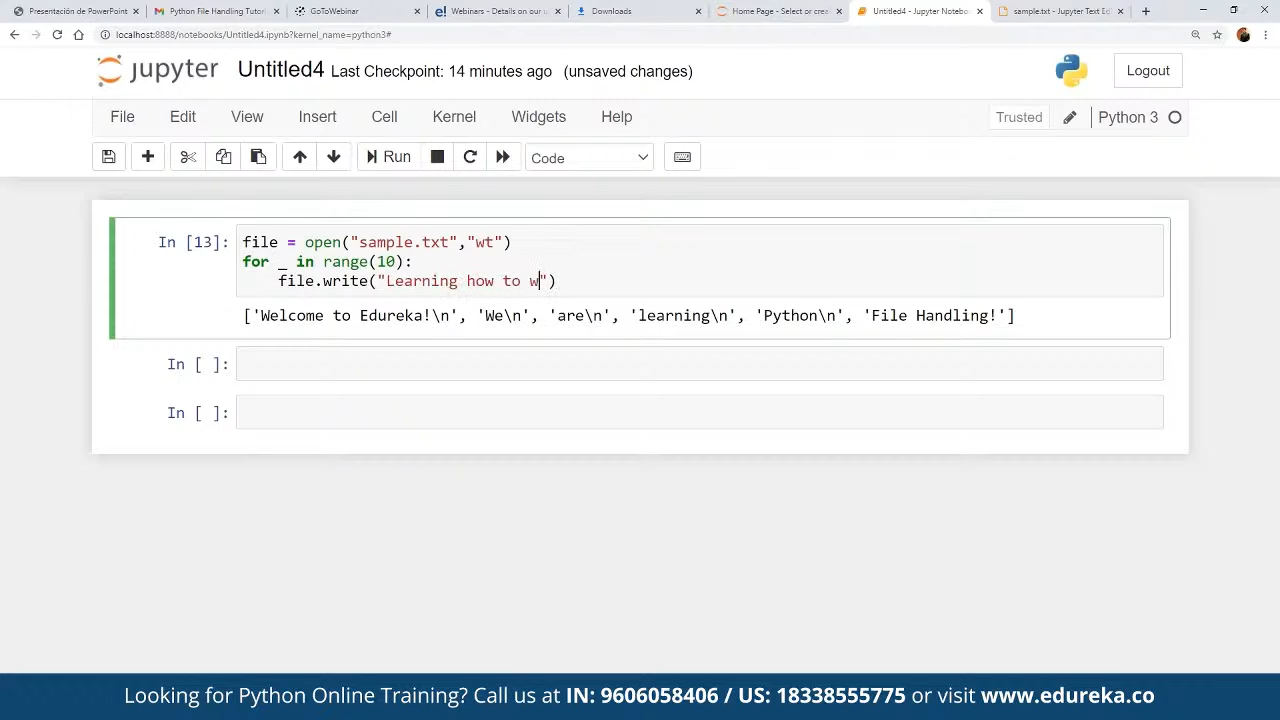 Presentación de PowerPoint
Python File Handling Tutor
GoToWebinar
e! Webinars - Details on our u
Downloads
Home Page - Select or crea
Untitled4 - Jupyter Notebo
sample.txt - Jupyter Text Ed
localhost:8888/notebooks/Untitled4.ipynb?kernel_name=python3#
jupyter Untitled4 Last Checkpoint: 14 minutes ago (unsaved changes)
Logout
File Edit View Insert Cell Kernel Widgets Help
Trusted Python 3
Run Code
In [13]: file = open("sample.txt","wt")
for _ in range(10):
file.write("Learning how to w")
['Welcome to Edureka!\n', 'We\n', 'are\n', 'learning\n', 'Python\n', 'File Handling!']
In [ ]:
In [ ]:
Looking for Python Online Training? Call us at IN: 9606058406 / US: 18338555775 or visit www.edureka.co